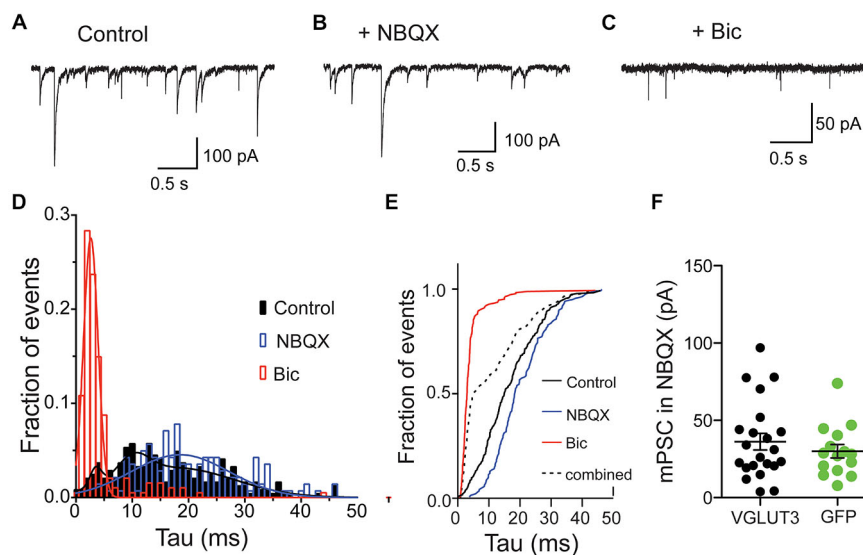 A
Control
B
+ NBQX
C
+ Bic
100 pA
0.5 s
100 pA
0.5 s
50 pA
0.5 s
D
0.3
0.2
0.1
0.0
Fraction of events
Control
NBQX
Bic
0
10
20
30
40
50
Tau (ms)
E
1.0
0.5
0.0
Fraction of events
Control
NBQX
Bic
combined
0
10
20
30
40
50
Tau (ms)
F
150
100
50
0
mPSC in NBQX (pA)
VGLUT3
GFP